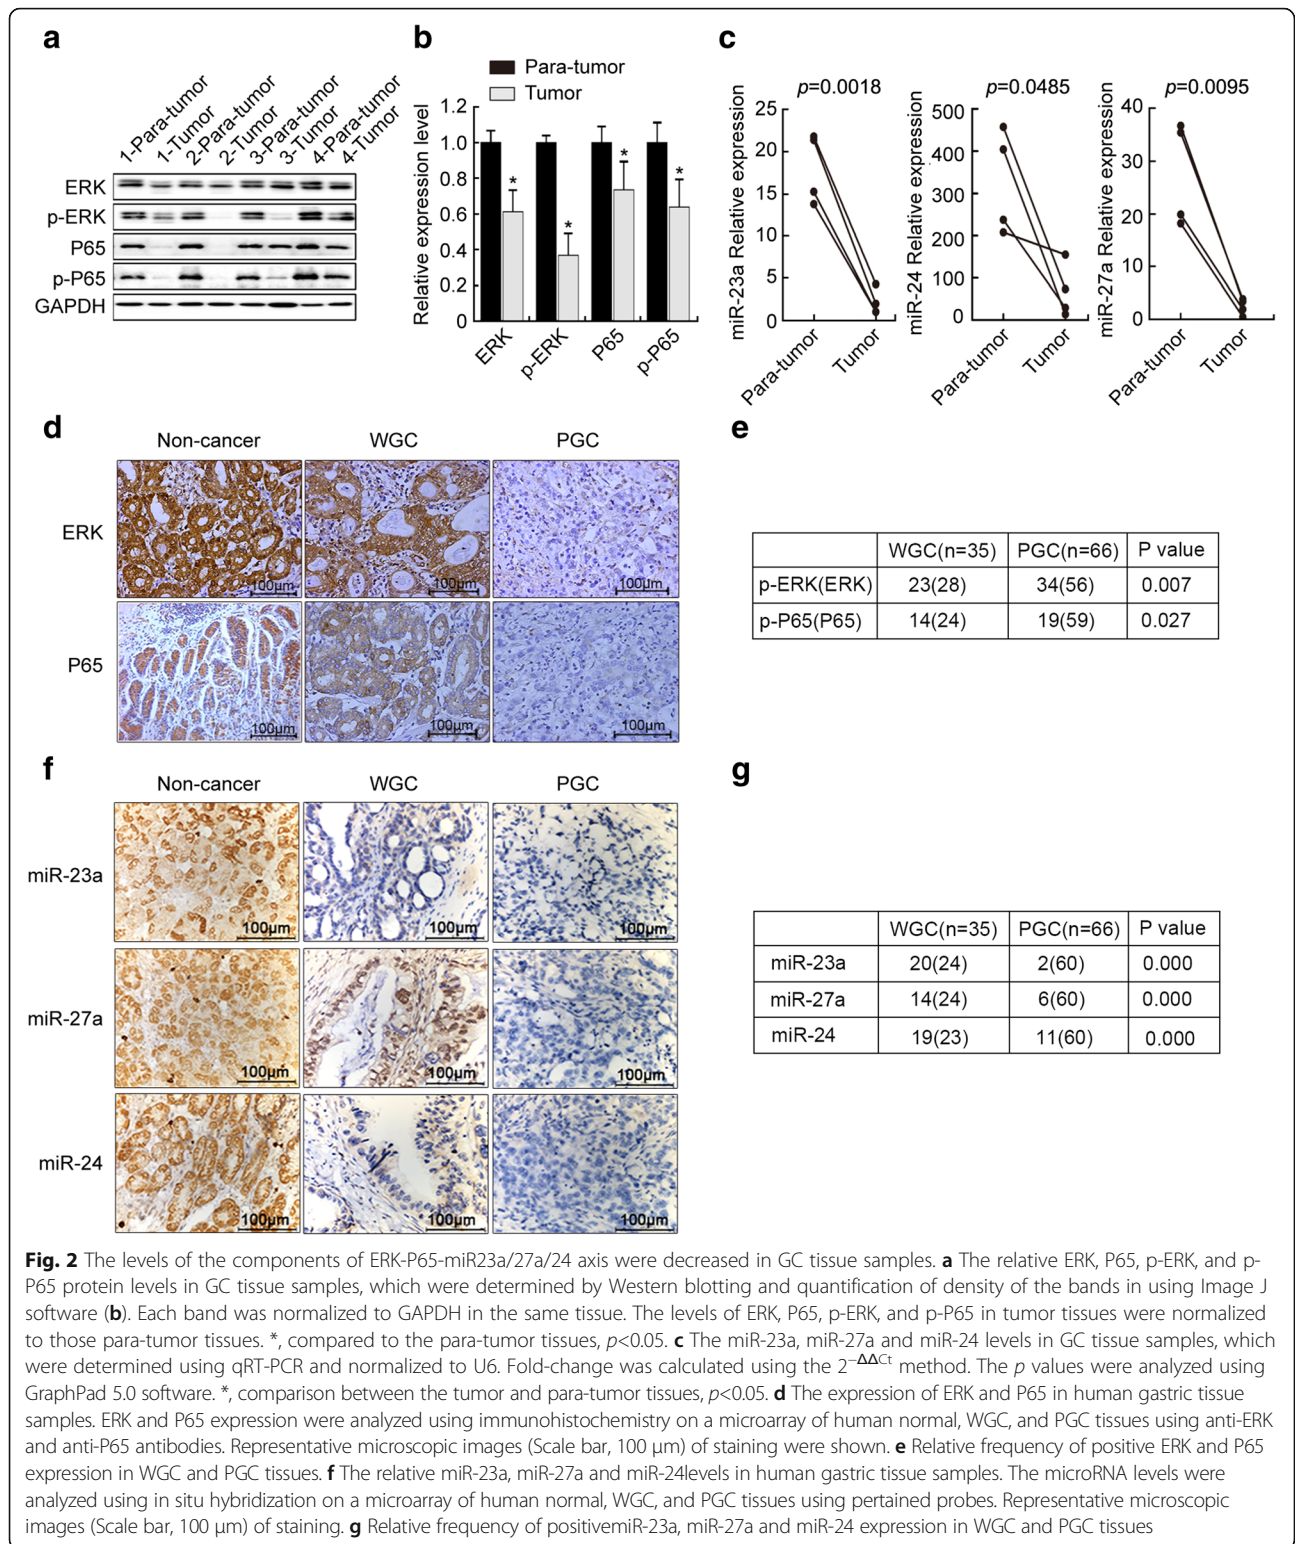 a
1-Para-tumor
1-Tumor
2-Para-tumor
2-Tumor
3-Para-tumor
3-Tumor
4-Para-tumor
4-Tumor
ERK
p-ERK
P65
p-P65
GAPDH
b
Para-tumor
Tumor
Relative expression level
1.2
1.0
0.8
0.6
0.4
0.2
0
*
*
*
*
ERK
p-ERK
P65
p-P65
c
p=0.0018
miR-23a Relative expression
25
20
15
10
5
0
Para-tumor
Tumor
p=0.0485
miR-24 Relative expression
500
400
300
200
100
0
Para-tumor
Tumor
p=0.0095
miR-27a Relative expression
40
30
20
10
0
Para-tumor
Tumor
d
Non-cancer WGC PGC
ERK
100μm 100μm 100μm
P65
100μm 100μm 100μm
e
WGC(n=35) PGC(n=66) P value
p-ERK(ERK) 23(28) 34(56) 0.007
p-P65(P65) 14(24) 19(59) 0.027
f
Non-cancer WGC PGC
miR-23a
100μm 100μm 100μm
miR-27a
100μm 100μm 100μm
miR-24
100μm 100μm 100μm
g
WGC(n=35) PGC(n=66) P value
miR-23a 20(24) 2(60) 0.000
miR-27a 14(24) 6(60) 0.000
miR-24 19(23) 11(60) 0.000
Fig. 2 The levels of the components of ERK-P65-miR23a/27a/24 axis were decreased in GC tissue samples. a The relative ERK, P65, p-ERK, and p-
P65 protein levels in GC tissue samples, which were determined by Western blotting and quantification of density of the bands in using Image J
software (b). Each band was normalized to GAPDH in the same tissue. The levels of ERK, P65, p-ERK, and p-P65 in tumor tissues were normalized
to those para-tumor tissues. *, compared to the para-tumor tissues, p<0.05. c The miR-23a, miR-27a and miR-24 levels in GC tissue samples, which
were determined using qRT-PCR and normalized to U6. Fold-change was calculated using the 2−ΔΔCt method. The p values were analyzed using
GraphPad 5.0 software. *, comparison between the tumor and para-tumor tissues, p<0.05. d The expression of ERK and P65 in human gastric tissue
samples. ERK and P65 expression were analyzed using immunohistochemistry on a microarray of human normal, WGC, and PGC tissues using anti-ERK
and anti-P65 antibodies. Representative microscopic images (Scale bar, 100 μm) of staining were shown. e Relative frequency of positive ERK and P65
expression in WGC and PGC tissues. f The relative miR-23a, miR-27a and miR-24levels in human gastric tissue samples. The microRNA levels were
analyzed using in situ hybridization on a microarray of human normal, WGC, and PGC tissues using pertained probes. Representative microscopic
images (Scale bar, 100 μm) of staining. g Relative frequency of positivemiR-23a, miR-27a and miR-24 expression in WGC and PGC tissues